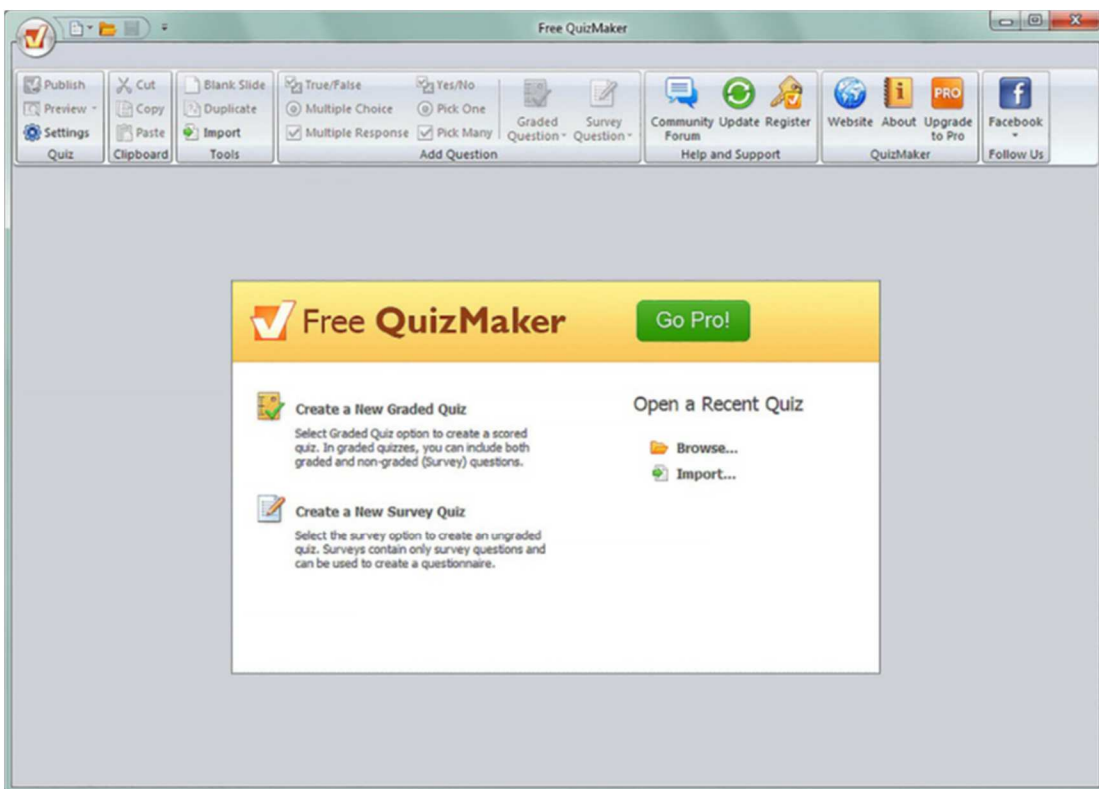 Free QuizMaker
Publish
Preview
Settings
Quiz
Cut
Copy
Paste
Clipboard
Blank Slide
Duplicate
Import
Tools
True/False
Multiple Choice
Multiple Response
Yes/No
Pick One
Pick Many
Graded
Question
Survey
Question
Add Question
Community
Forum
Update
Register
Help and Support
Website
About
i
PRO
Upgrade
to Pro
QuizMaker
f
Facebook
Follow Us
Free QuizMaker
Go Pro!
Create a New Graded Quiz
Select Graded Quiz option to create a scored
quiz. In graded quizzes, you can include both
graded and non-graded (Survey) questions.
Create a New Survey Quiz
Select the survey option to create an ungraded
quiz. Surveys contain only survey questions and
can be used to create a questionnaire.
Open a Recent Quiz
Browse...
Import...